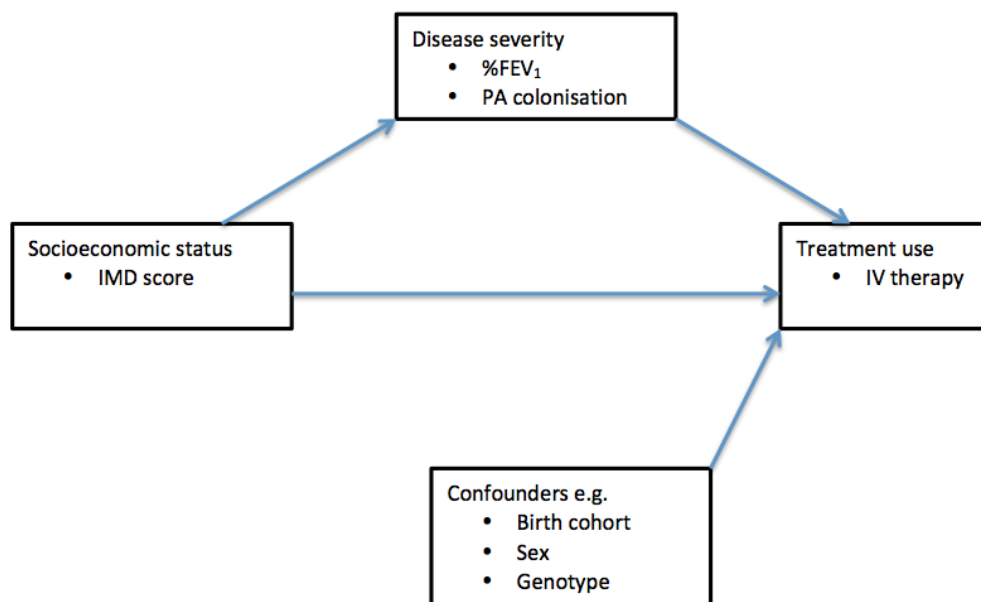 Disease severity
• %FEV₁
• PA colonisation
Socioeconomic status
• IMD score
Treatment use
• IV therapy
Confounders e.g.
• Birth cohort
• Sex
• Genotype